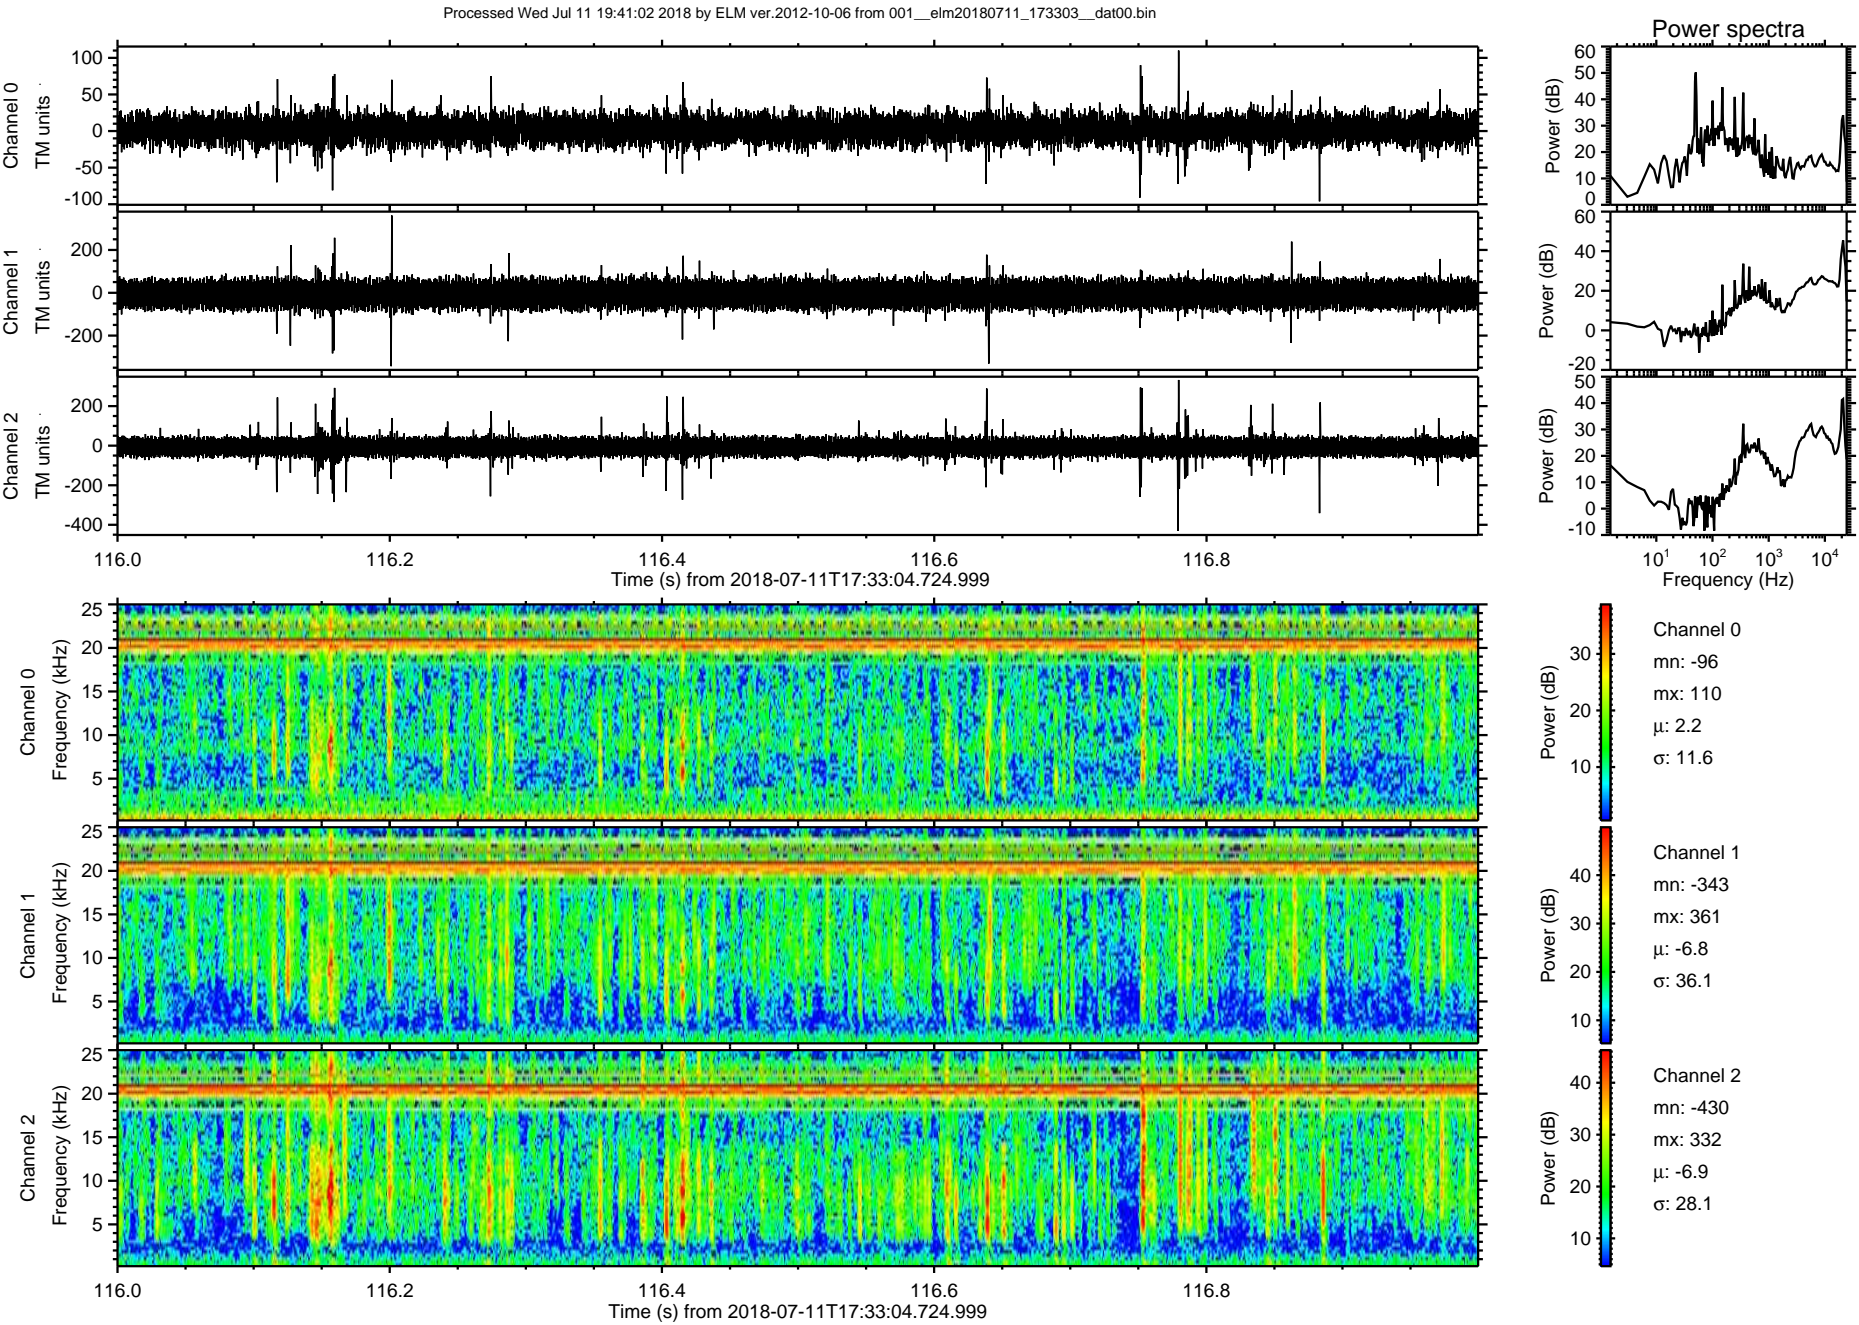 Processed Wed Jul 11 19:41:02 2018 by ELM ver.2012-10-06 from 001__elm20180711_173303__dat00.bin
Power spectra
Channel 0
TM units
100
50
0
-50
-100
Power (dB)
60
50
40
30
20
10
0
Channel 1
TM units
200
0
-200
Power (dB)
60
40
20
0
-20
Channel 2
TM units
200
0
-200
-400
Power (dB)
50
40
30
20
10
0
-10
116.0 116.2 116.4 116.6 116.8
Time (s) from 2018-07-11T17:33:04.724.999
10¹ 10² 10³ 10⁴
Frequency (Hz)
Channel 0
Frequency (kHz)
25
20
15
10
5
Power (dB)
30
20
10
Channel 0
mn: -96
mx: 110
μ: 2.2
σ: 11.6
Channel 1
Frequency (kHz)
25
20
15
10
5
Power (dB)
40
30
20
10
Channel 1
mn: -343
mx: 361
μ: -6.8
σ: 36.1
Channel 2
Frequency (kHz)
25
20
15
10
5
Power (dB)
40
30
20
10
Channel 2
mn: -430
mx: 332
μ: -6.9
σ: 28.1
116.0 116.2 116.4 116.6 116.8
Time (s) from 2018-07-11T17:33:04.724.999